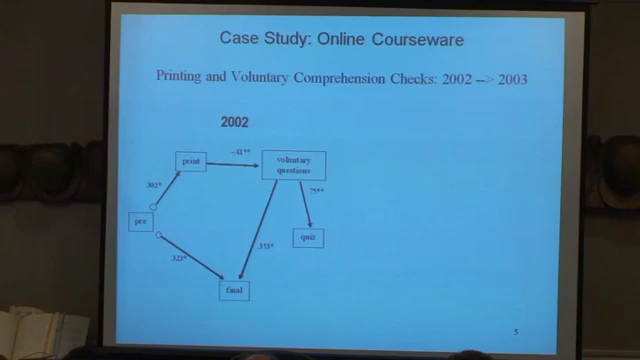 Case Study: Online Courseware
Printing and Voluntary Comprehension Checks: 2002 --> 2003
2002
print
-.41**
voluntary
questions
.302*
.75**
pre
quiz
.353*
.323*
final
5